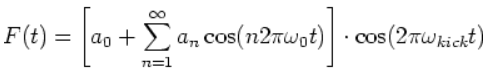 F(t) = [a_0 + \sum_{n=1}^{\infty} a_n \cos(n2\pi\omega_0 t)] \cdot \cos(2\pi\omega_{kick} t)